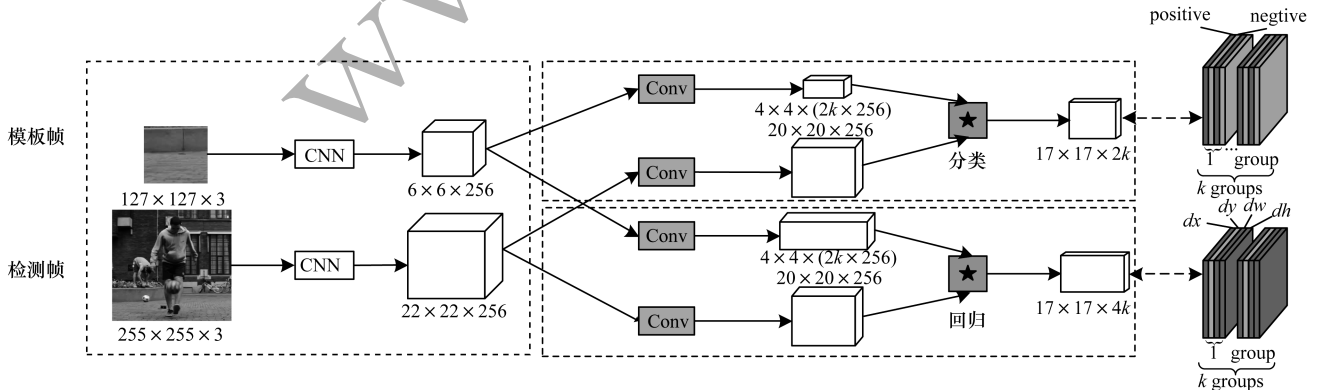 W
positive negtive
模板帧
CNN
6×6×256
127×127×3
检测帧
CNN
22×22×256
255×255×3
Conv
4×4×(2k×256)
20×20×256
Conv
分类
17×17×2k
1 ... group
k groups
Conv
4×4×(2k×256)
20×20×256
Conv
回归
17×17×4k
dx dy dw dh
1 group
k groups